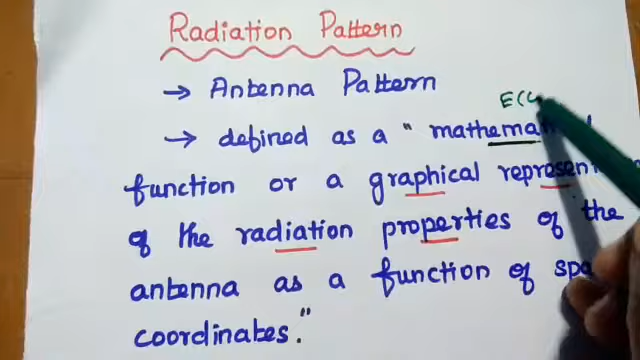 Radiation Pattern
→ Antenna Pattern
E(
→ defined as a "
function or a graphical
of the radiation properties of the
antenna as a function of
coordinates."